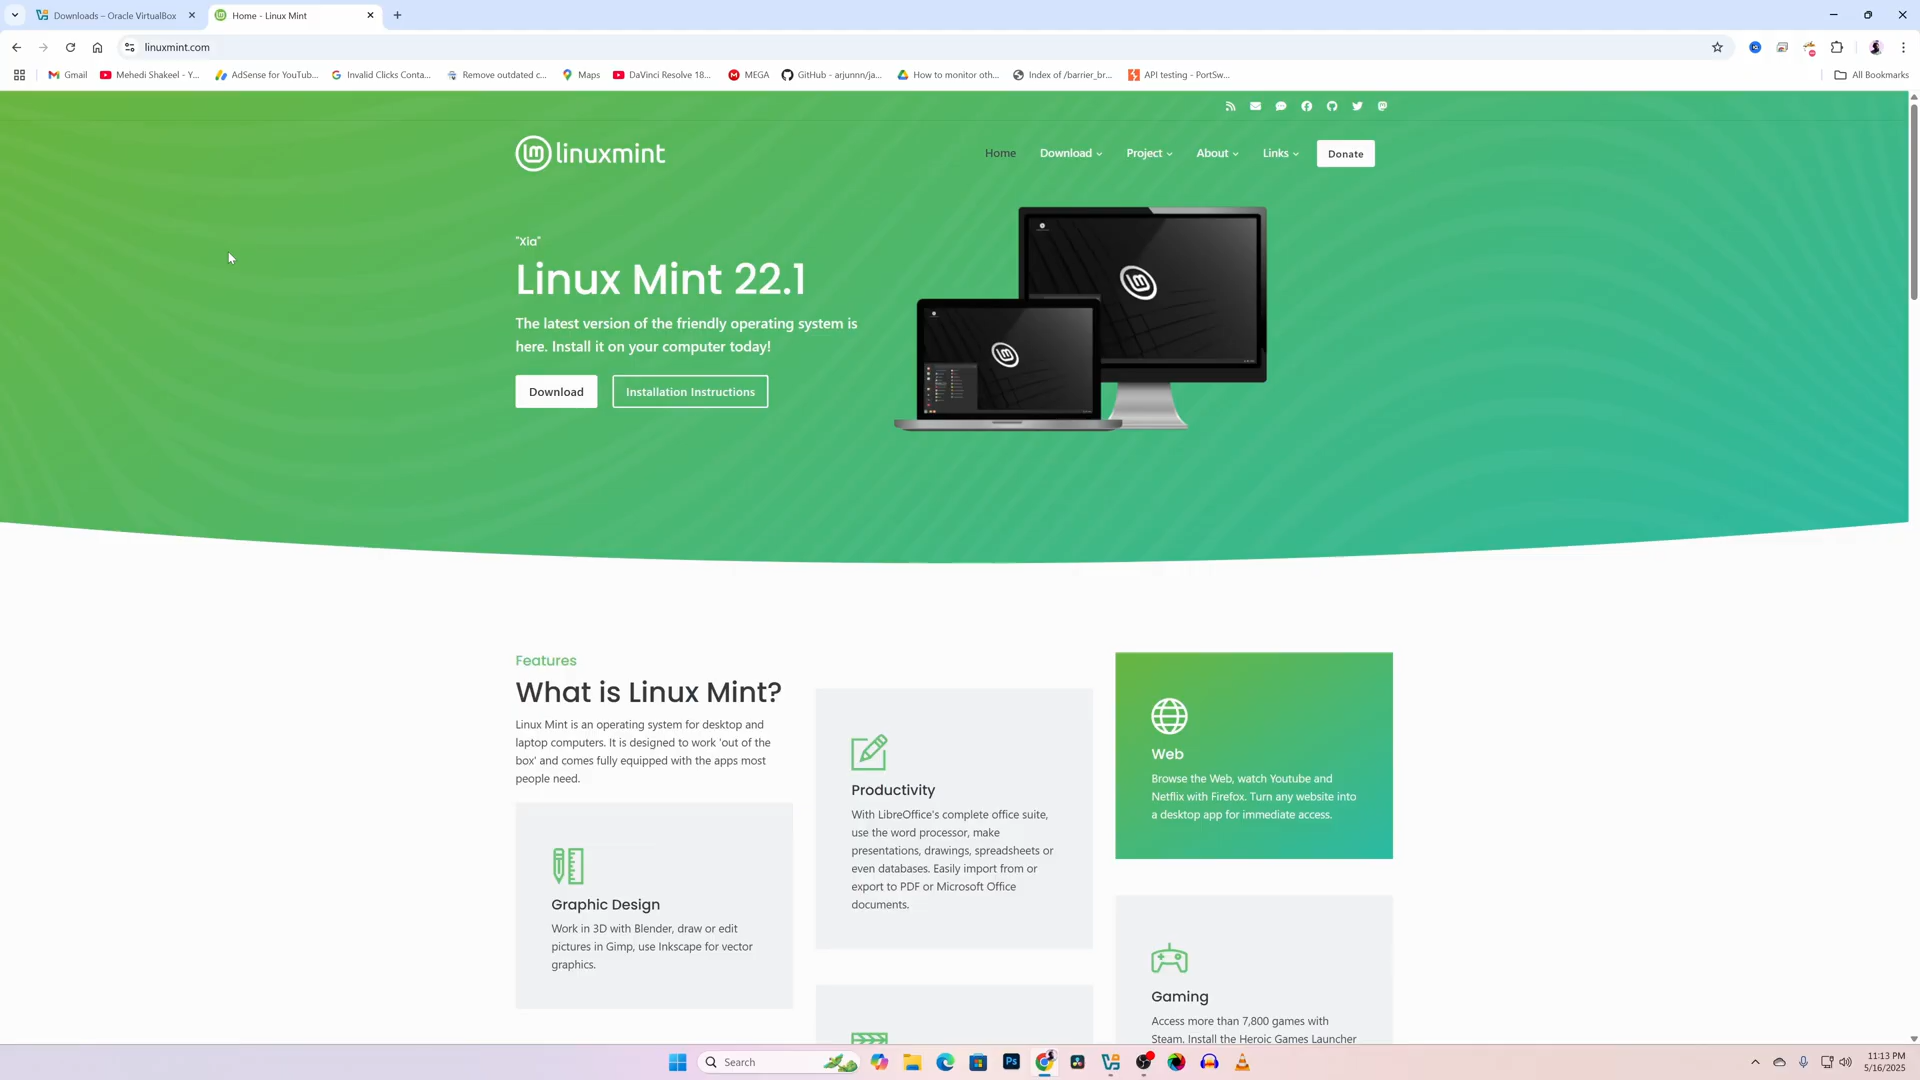 Downloads – Oracle VirtualBox
Home - Linux Mint
linuxmint.com
Gmail
Mehedi Shakeel - Y...
AdSense for YouTub...
Invalid Clicks Conta...
Remove outdated c...
Maps
DaVinci Resolve 18...
MEGA
GitHub - arjunnn/ja...
How to monitor oth...
Index of /barrier_br...
API testing - PortSw...
All Bookmarks
linuxmint
Home
Download
Project
About
Links
Donate
"Xia"
Linux Mint 22.1
The latest version of the friendly operating system is
here. Install it on your computer today!
Download
Installation Instructions
Features
What is Linux Mint?
Linux Mint is an operating system for desktop and
laptop computers. It is designed to work 'out of the
box' and comes fully equipped with the apps most
people need.
Graphic Design
Work in 3D with Blender, draw or edit
pictures in Gimp, use Inkscape for vector
graphics.
Productivity
With LibreOffice's complete office suite,
use the word processor, make
presentations, drawings, spreadsheets or
even databases. Easily import from or
export to PDF or Microsoft Office
documents.
Web
Browse the Web, watch Youtube and
Netflix with Firefox. Turn any website into
a desktop app for immediate access.
Gaming
Access more than 7,800 games with
Steam. Install the Heroic Games Launcher
Search
Ps
11:13 PM
5/16/2025